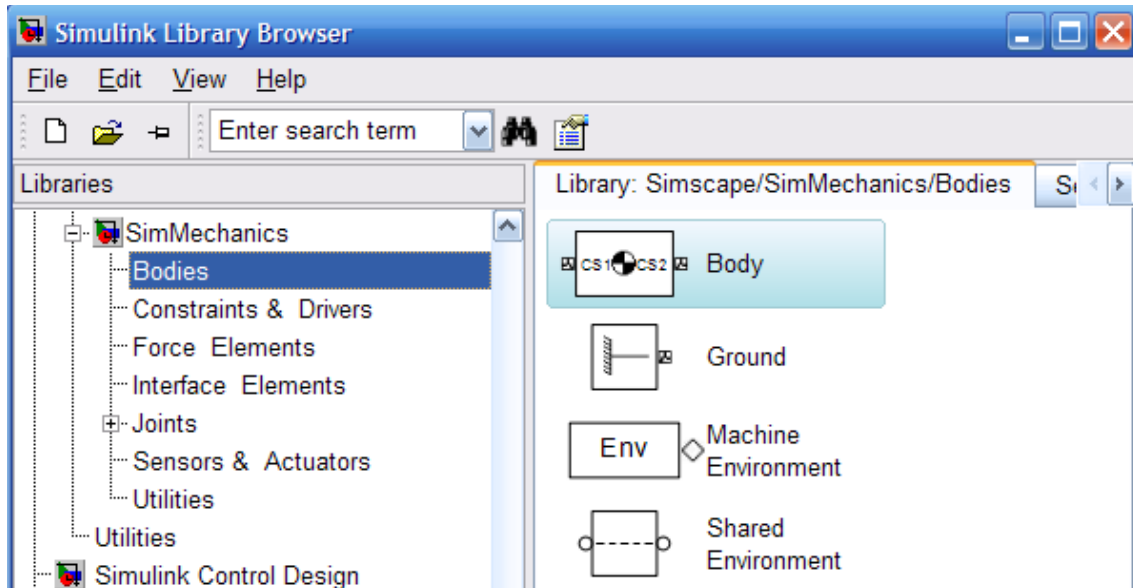 Simulink Library Browser
File Edit View Help
Enter search term
Libraries
SimMechanics
Bodies
Constraints & Drivers
Force Elements
Interface Elements
Joints
Sensors & Actuators
Utilities
Utilities
Simulink Control Design
Library: Simscape/SimMechanics/Bodies
CS1 CS2 Body
Ground
Env
Machine
Environment
Shared
Environment